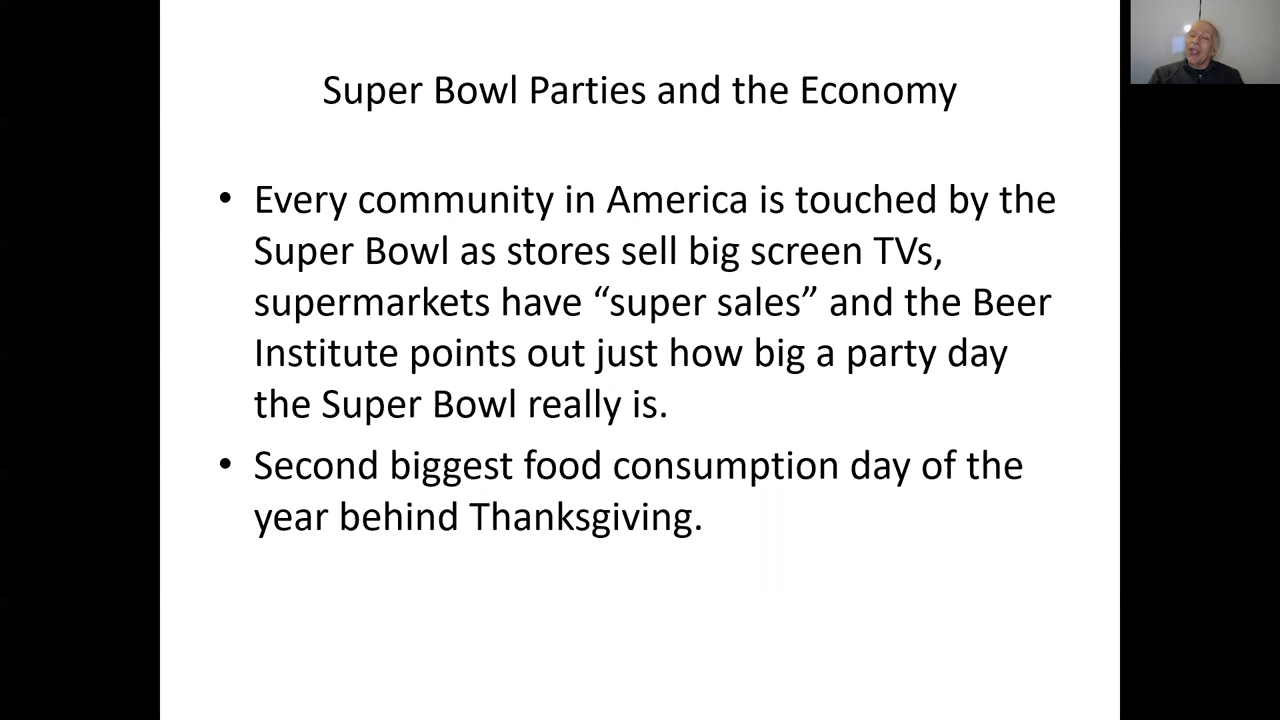 Super Bowl Parties and the Economy
• Every community in America is touched by the
Super Bowl as stores sell big screen TVs,
supermarkets have “super sales” and the Beer
Institute points out just how big a party day
the Super Bowl really is.
• Second biggest food consumption day of the
year behind Thanksgiving.